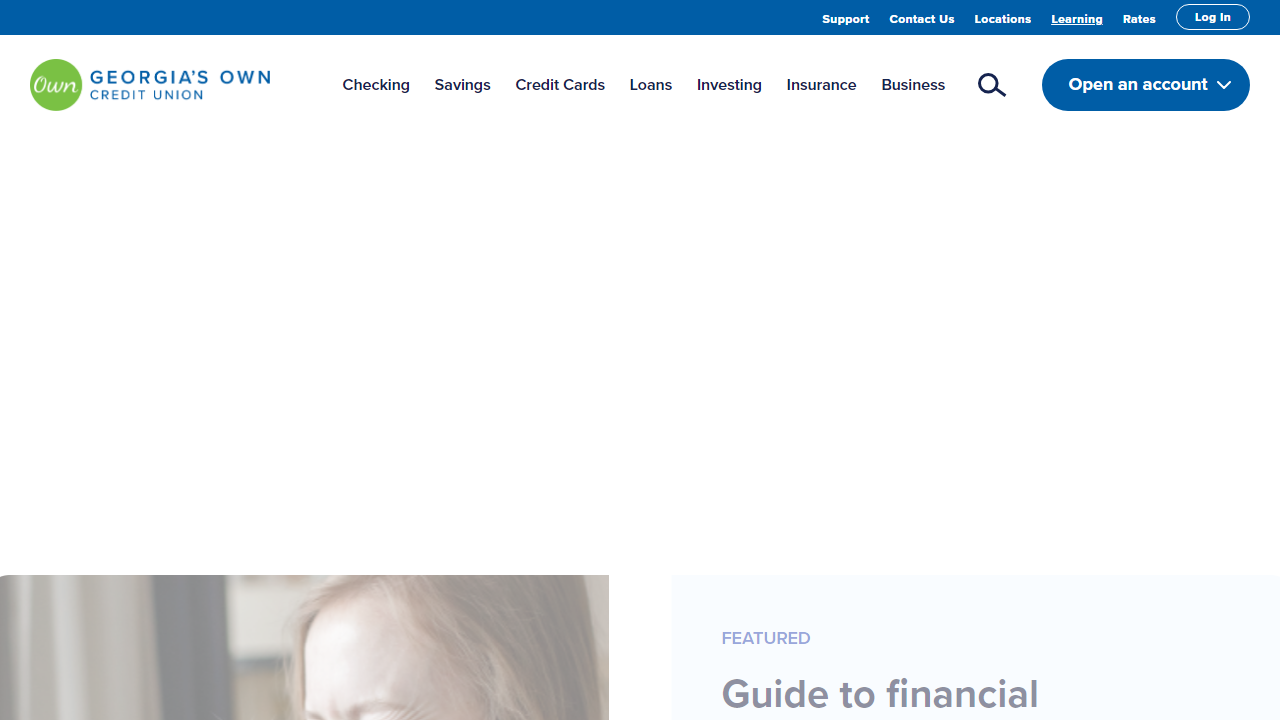 Support Contact Us Locations Learning Rates Log In
Own GEORGIA'S OWN
CREDIT UNION
Checking Savings Credit Cards Loans Investing Insurance Business Open an account
FEATURED
Guide to financial